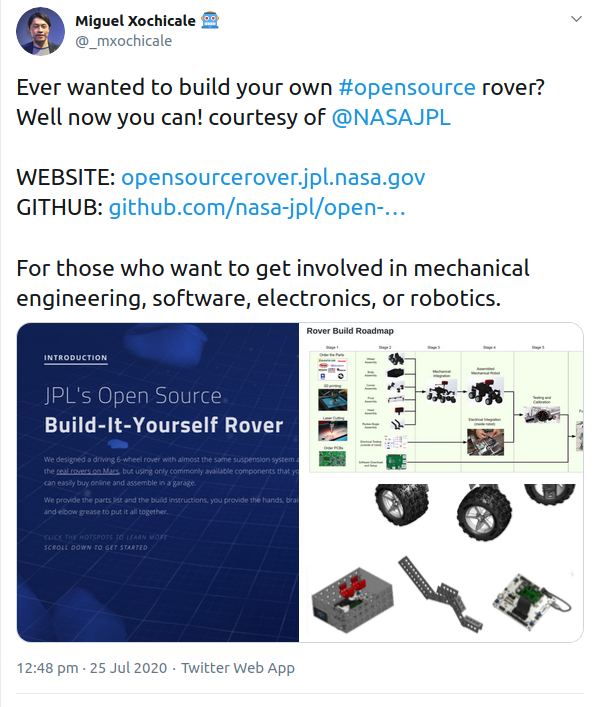 Miguel Xochicale
@_mxochicale
Ever wanted to build your own #opensource rover?
Well now you can! courtesy of @NASAJPL
WEBSITE: opensourcerover.jpl.nasa.gov
GITHUB: github.com/nasa-jpl/open-…
For those who want to get involved in mechanical
engineering, software, electronics, or robotics.
INTRODUCTION
JPL's Open Source
Build-It-Yourself Rover
We designed a driving 6-wheel rover with almost the same suspension system a
the real rovers on Mars, but using only commonly available components that yo
can easily buy online and assemble in a garage.
We provide the parts list and the build instructions, you provide the hands, brai
and elbow grease to put it all together.
CLICK THE HOTSPOTS TO LEARN MORE
SCROLL DOWN TO GET STARTED
Rover Build Roadmap
Stage 1
Stage 2
Stage 3
Stage 4
Stage 5
Order the Parts
3D printing
Laser Cutting
Order PCBs
Wheel
Assembly
Body
Assembly
Corner
Assembly
Front
Assembly
Head
Assembly
Rocker-Bogie
Assembly
Electrical Testing
Software Download
and Setup
Mechanical
Integration
Assembled
Mechanical Robot
Electrical Integration
(inside robot)
Testing and
Calibration
12:48 pm · 25 Jul 2020 · Twitter Web App